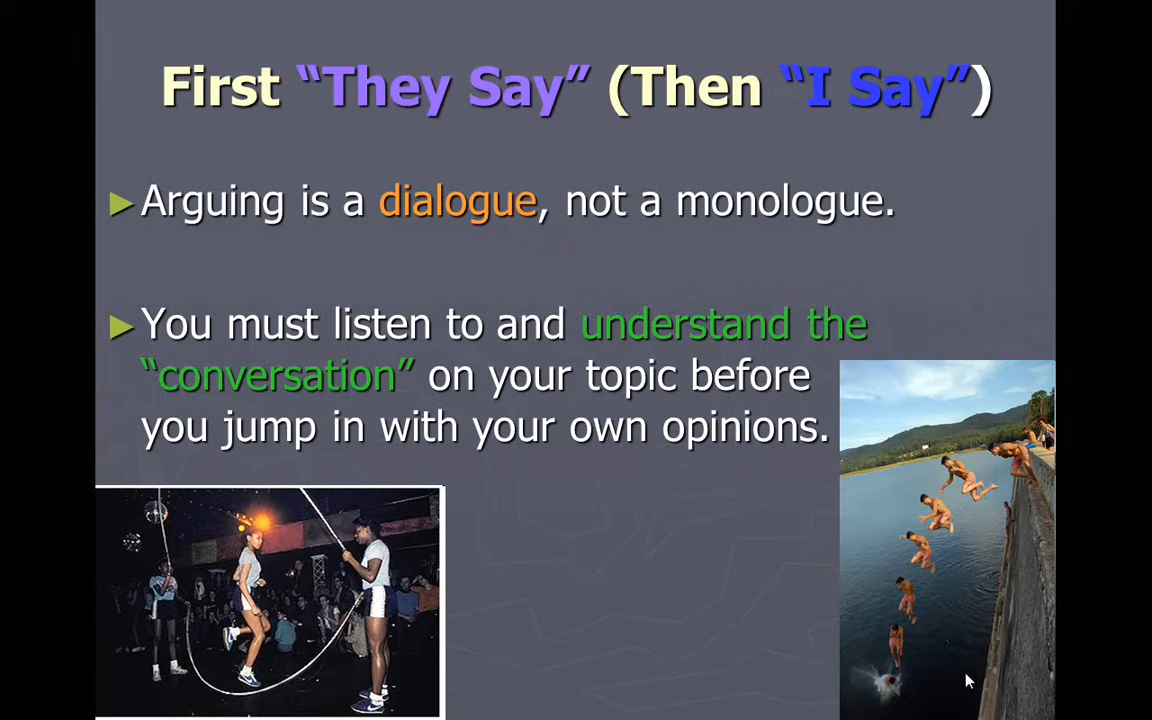 First “They Say” (Then “I Say”)
► Arguing is a dialogue, not a monologue.
► You must listen to and understand the
“conversation” on your topic before
you jump in with your own opinions.